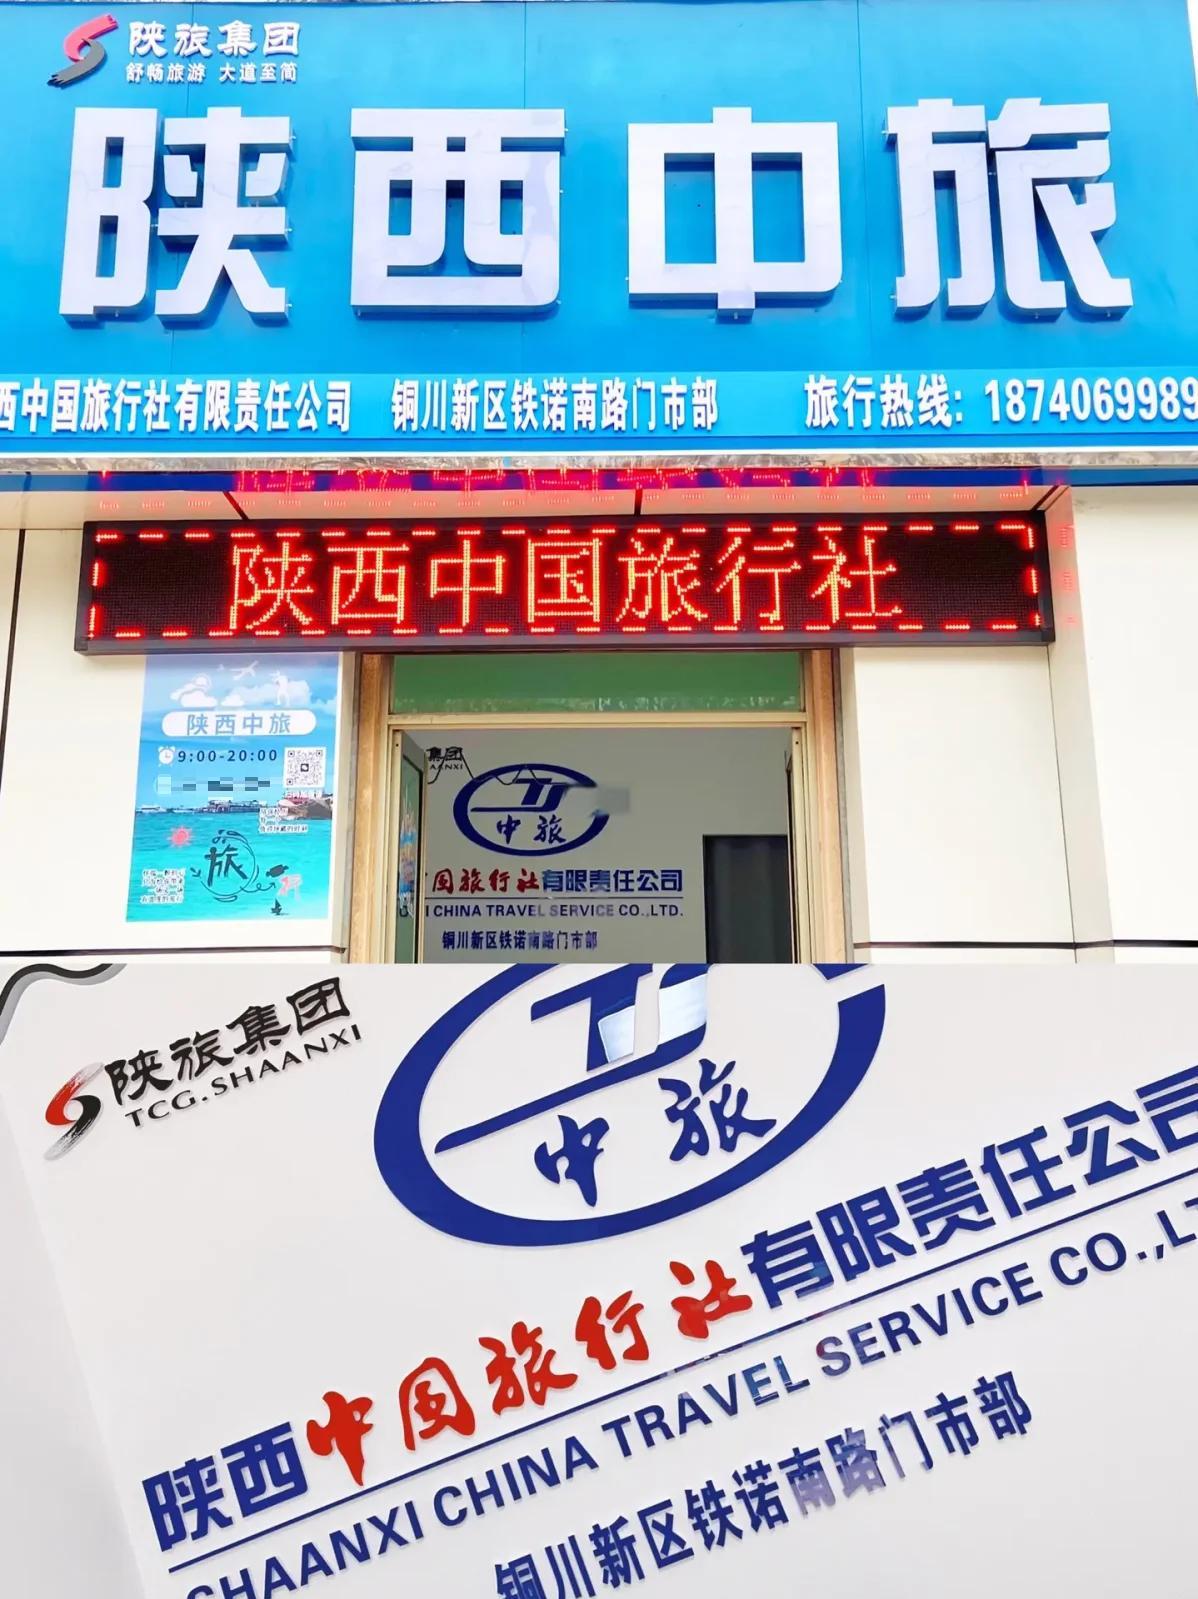 陕旅集团
舒畅旅游 大道至简
陕西中旅
西中国旅行社有限责任公司 铜川新区铁诺南路门市部 旅行热线: 1874069989
陕西中国旅行社
陕西中旅
9:00-20:00
旅
行
集团
AANXI
TS
中旅
国旅行社有限责任公司
I CHINA TRAVEL SERVICE CO.,LTD.
铜川新区铁诺南路门市部
陕旅集团
TCG.SHAANXI
TS
中旅
陕西中国旅行社有限责任公司
SHAANXI CHINA TRAVEL SERVICE CO.,LT
铜川新区铁诺南路门市部